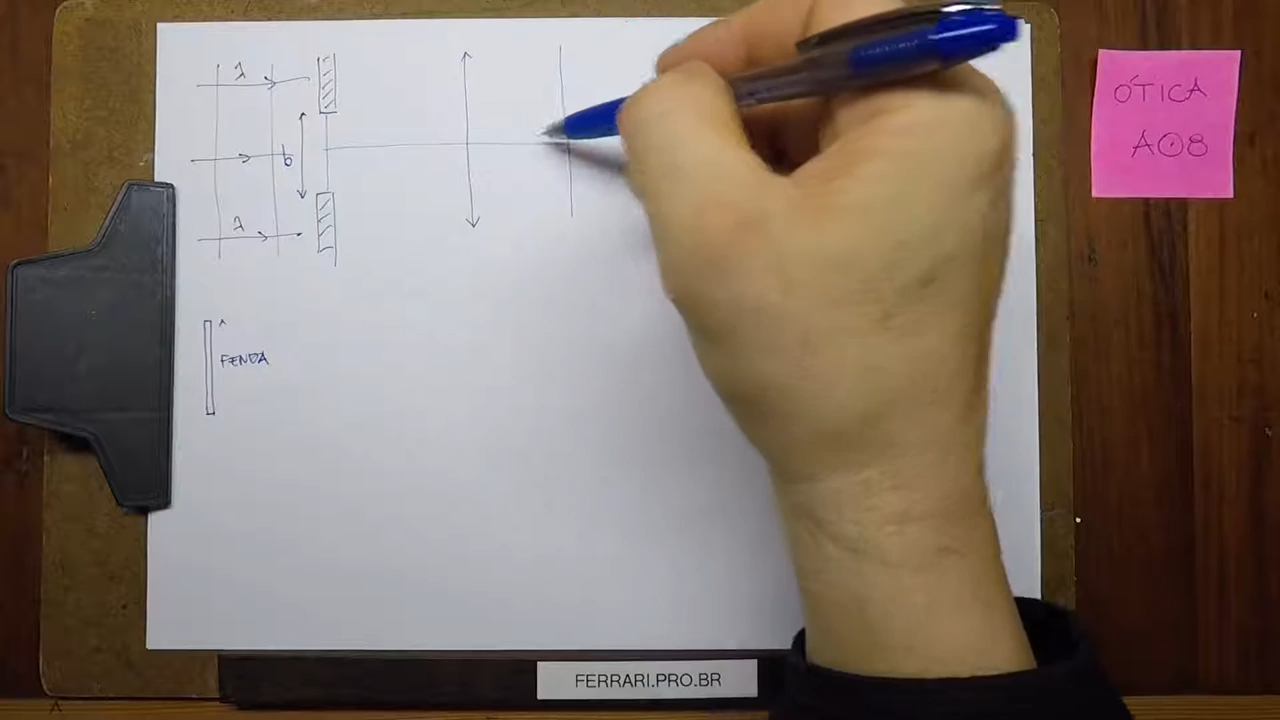 λ
b
λ
FENDA
ÓTICA
A08
FERRARI.PRO.BR